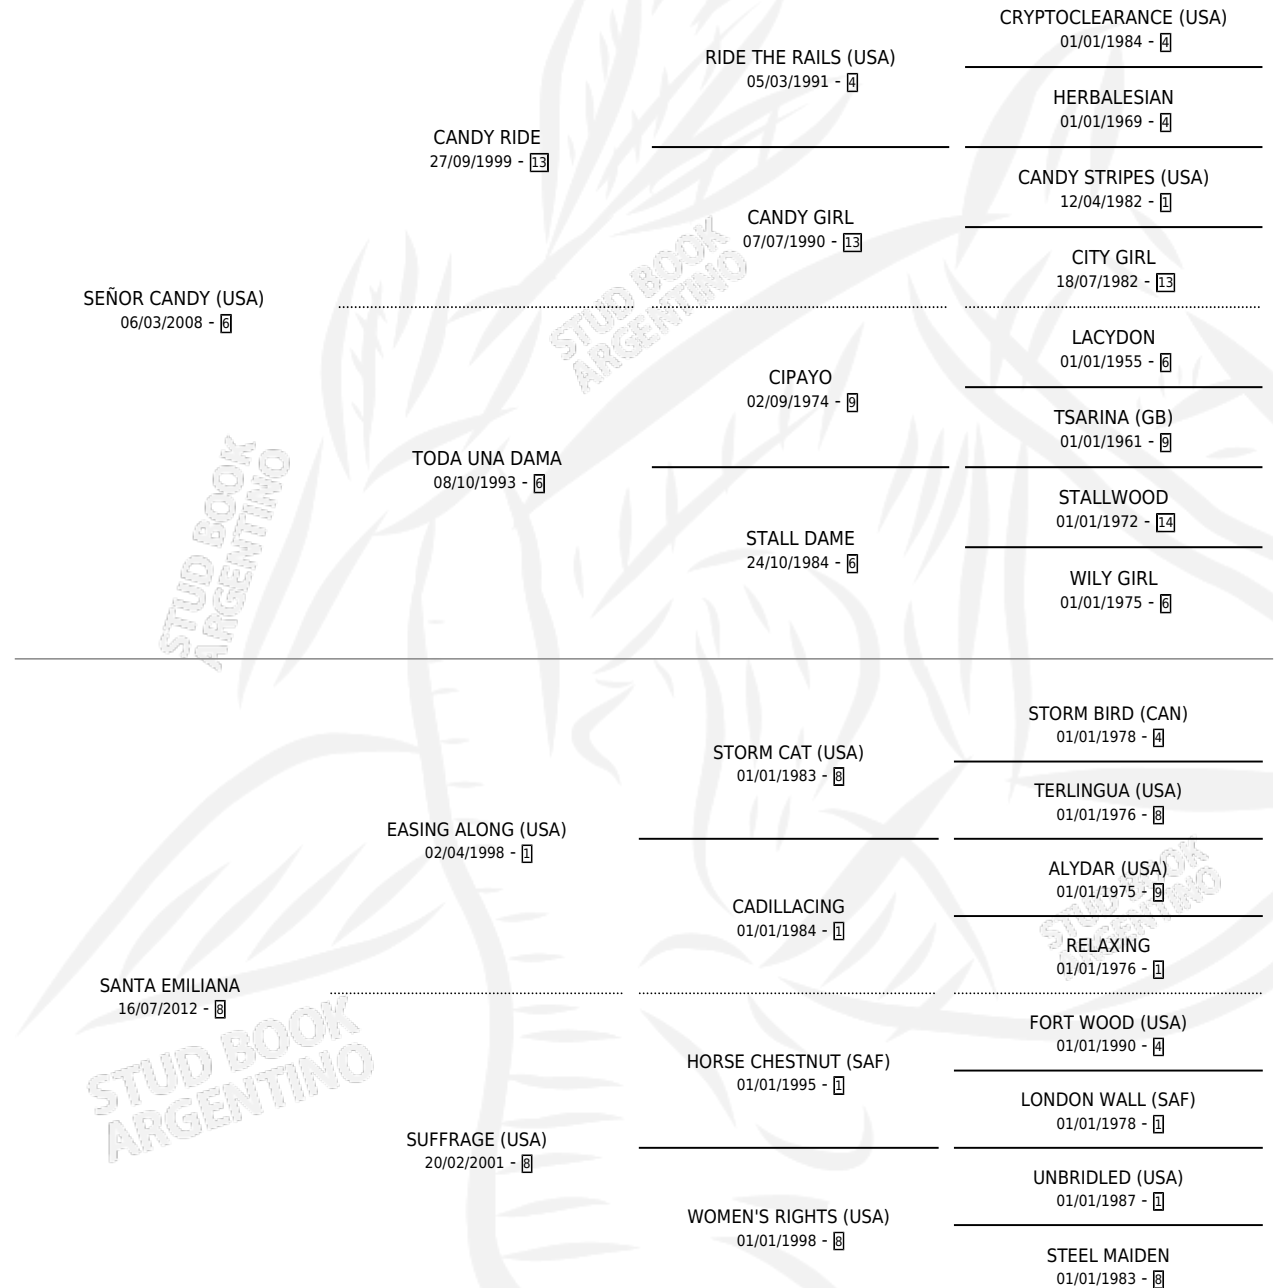 CRYPTOCLEARANCE (USA)
01/01/1984 - 4
RIDE THE RAILS (USA)
05/03/1991 - 4
HERBALESIAN
01/01/1969 - 4
CANDY RIDE
27/09/1999 - 13
CANDY STRIPES (USA)
12/04/1982 - 1
CANDY GIRL
07/07/1990 - 13
CITY GIRL
18/07/1982 - 13
SEÑOR CANDY (USA)
06/03/2008 - 6
LACYDON
01/01/1955 - 6
CIPAYO
02/09/1974 - 9
TSARINA (GB)
01/01/1961 - 9
TODA UNA DAMA
08/10/1993 - 6
STALLWOOD
01/01/1972 - 14
STALL DAME
24/10/1984 - 6
WILY GIRL
01/01/1975 - 6
STUD BOOK
ARGENTINO
STUD BOOK
ARGENTINO
STORM BIRD (CAN)
01/01/1978 - 4
STORM CAT (USA)
01/01/1983 - 8
TERLINGUA (USA)
01/01/1976 - 8
EASING ALONG (USA)
02/04/1998 - 1
ALYDAR (USA)
01/01/1975 - 9
CADILLACING
01/01/1984 - 1
RELAXING
01/01/1976 - 1
SANTA EMILIANA
16/07/2012 - 8
FORT WOOD (USA)
01/01/1990 - 4
HORSE CHESTNUT (SAF)
01/01/1995 - 1
LONDON WALL (SAF)
01/01/1978 - 1
SUFFRAGE (USA)
20/02/2001 - 8
UNBRIDLED (USA)
01/01/1987 - 1
WOMEN'S RIGHTS (USA)
01/01/1998 - 8
STEEL MAIDEN
01/01/1983 - 8
STUD BOOK
ARGENTINO
STUD BOOK
ARGENTINO